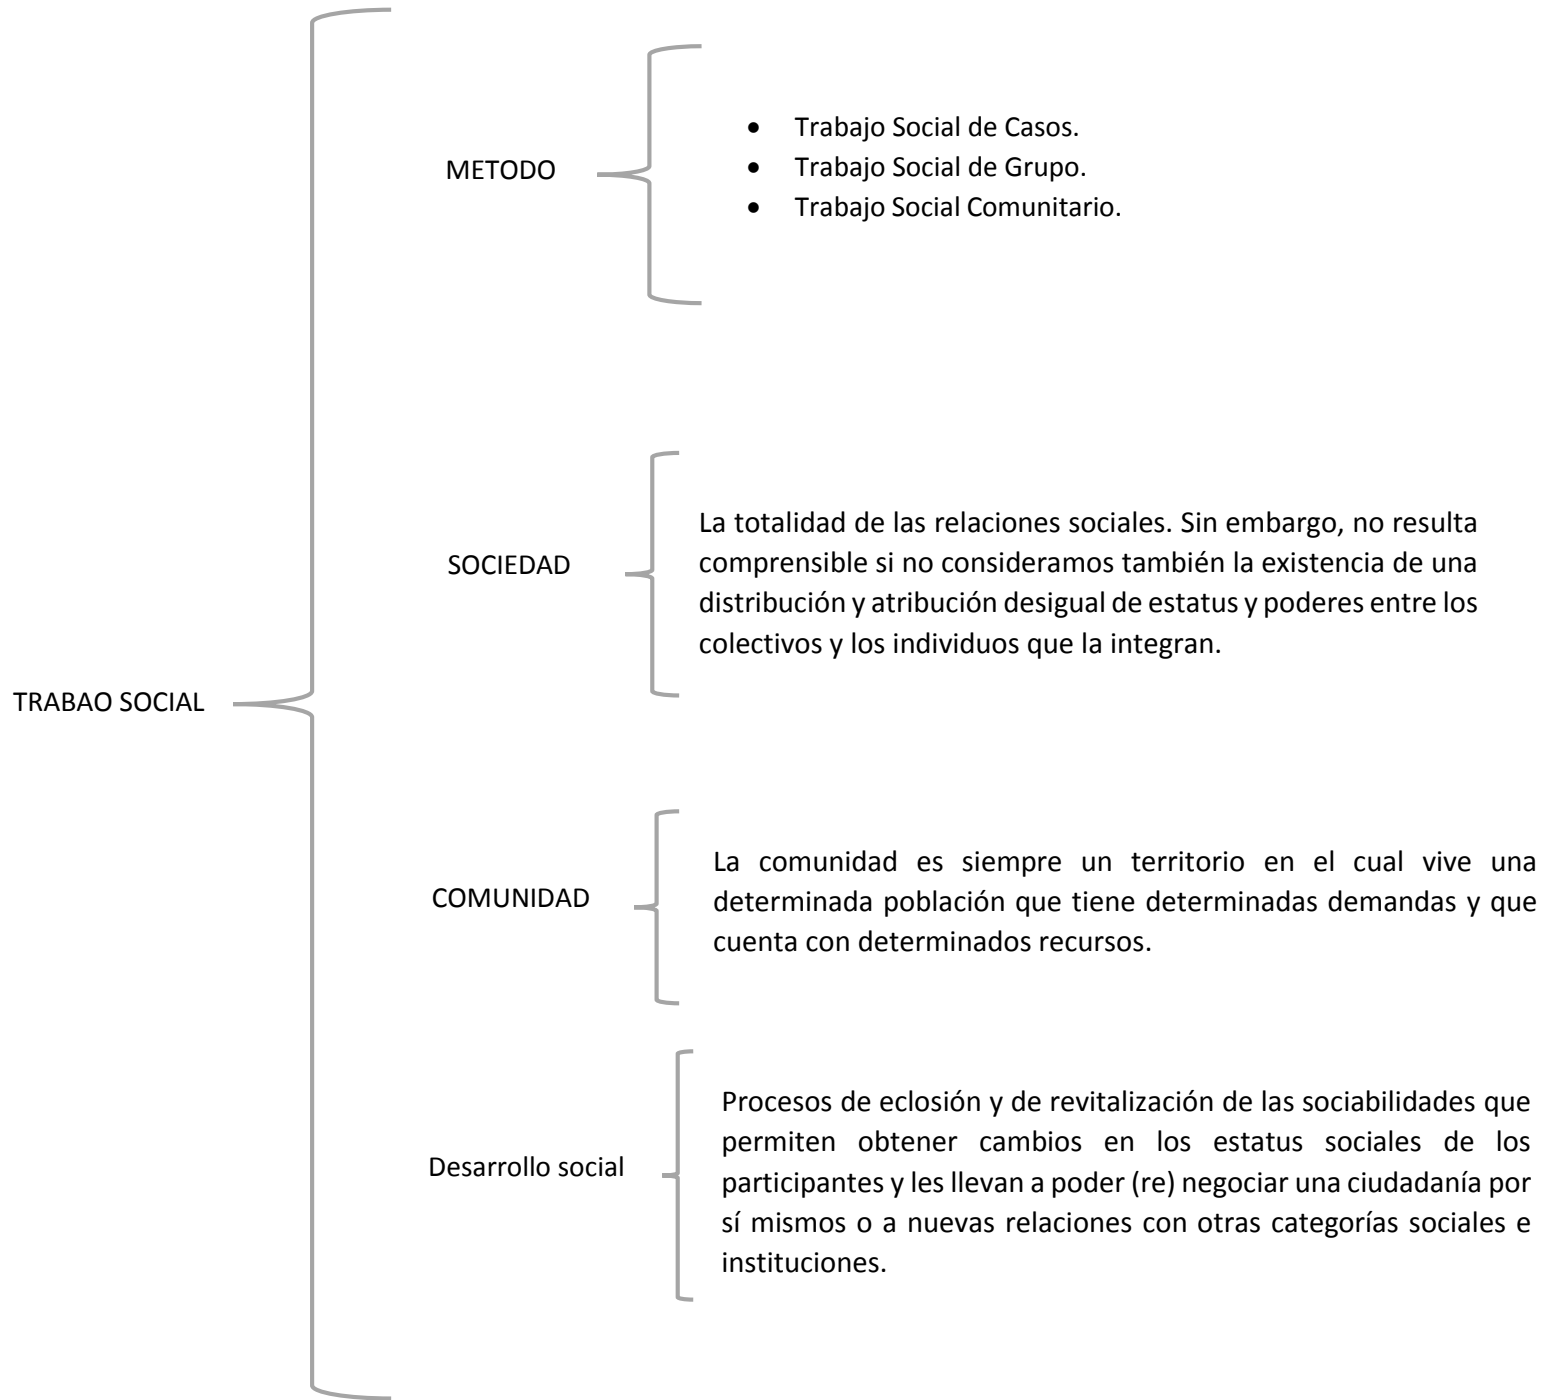 METODO
• Trabajo Social de Casos.
• Trabajo Social de Grupo.
• Trabajo Social Comunitario.
SOCIEDAD
La totalidad de las relaciones sociales. Sin embargo, no resulta
comprensible si no consideramos también la existencia de una
distribución y atribución desigual de estatus y poderes entre los
colectivos y los individuos que la integran.
TRABAO SOCIAL
COMUNIDAD
La comunidad es siempre un territorio en el cual vive una
determinada población que tiene determinadas demandas y que
cuenta con determinados recursos.
Desarrollo social
Procesos de eclosión y de revitalización de las sociabilidades que
permiten obtener cambios en los estatus sociales de los
participantes y les llevan a poder (re) negociar una ciudadanía por
sí mismos o a nuevas relaciones con otras categorías sociales e
instituciones.